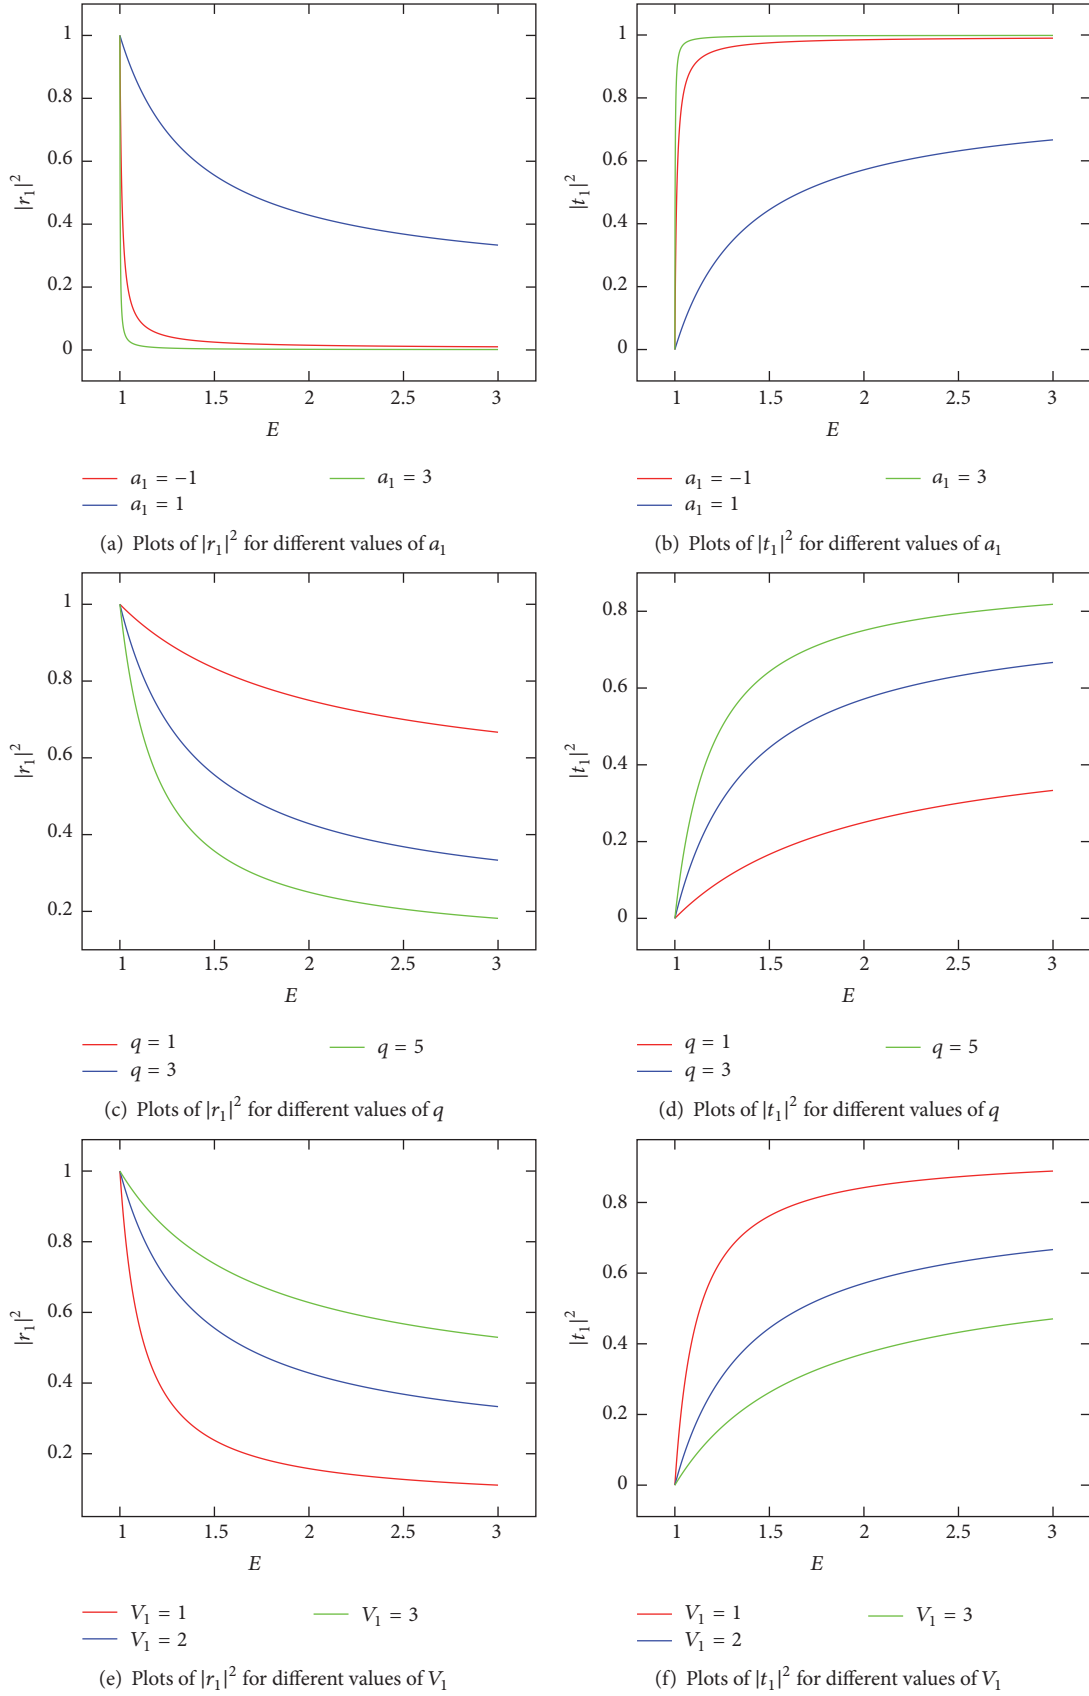 1
0.8
0.6
0.4
0.2
0
|r₁|²
1 1.5 2 2.5 3
E
a₁ = −1
a₁ = 1
a₁ = 3
(a) Plots of |r₁|² for different values of a₁
1
0.8
0.6
0.4
0.2
0
|t₁|²
1 1.5 2 2.5 3
E
a₁ = −1
a₁ = 1
a₁ = 3
(b) Plots of |t₁|² for different values of a₁
1
0.8
0.6
0.4
0.2
|r₁|²
1 1.5 2 2.5 3
E
q = 1
q = 3
q = 5
(c) Plots of |r₁|² for different values of q
0.8
0.6
0.4
0.2
0
|t₁|²
1 1.5 2 2.5 3
E
q = 1
q = 3
q = 5
(d) Plots of |t₁|² for different values of q
1
0.8
0.6
0.4
0.2
|r₁|²
1 1.5 2 2.5 3
E
V₁ = 1
V₁ = 2
V₁ = 3
(e) Plots of |r₁|² for different values of V₁
0.8
0.6
0.4
0.2
0
|t₁|²
1 1.5 2 2.5 3
E
V₁ = 1
V₁ = 2
V₁ = 3
(f) Plots of |t₁|² for different values of V₁